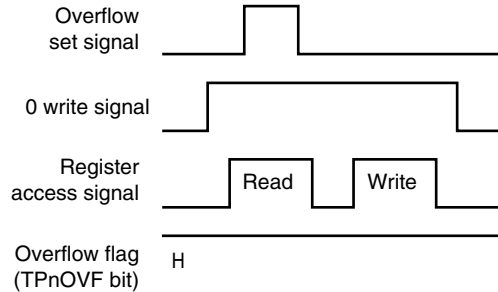 Overflow
set signal
0 write signal
Register
access signal
Read
Write
Overflow flag
(TPnOVF bit)
H